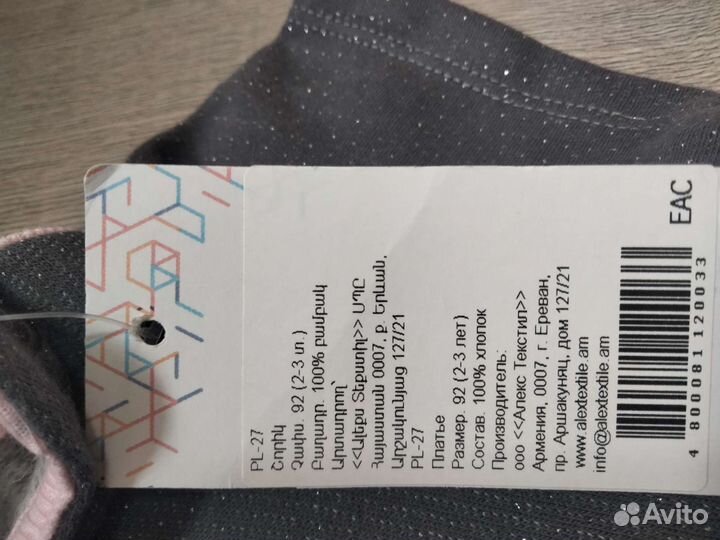 PL-27
Շորիկ
Չափս. 92 (2-3 տ.)
Բաղադր. 100% բամբակ
Արտադրող՝
<<Ալեքս Տեքստիլ>> ՍՊԸ
Հայաստան 0007, ք. Երևան,
Արշակունյաց 127/21
PL-27
Платье
Размер. 92 (2-3 лет)
Состав. 100% хлопок
Производитель:
ооо <<Алекс Текстил>>
Армения, 0007, г. Ереван,
пр. Аршакуняц, дом 127/21
www.alextextile.am
info@alextextile.am
4 800081 120033
EAC
Avito